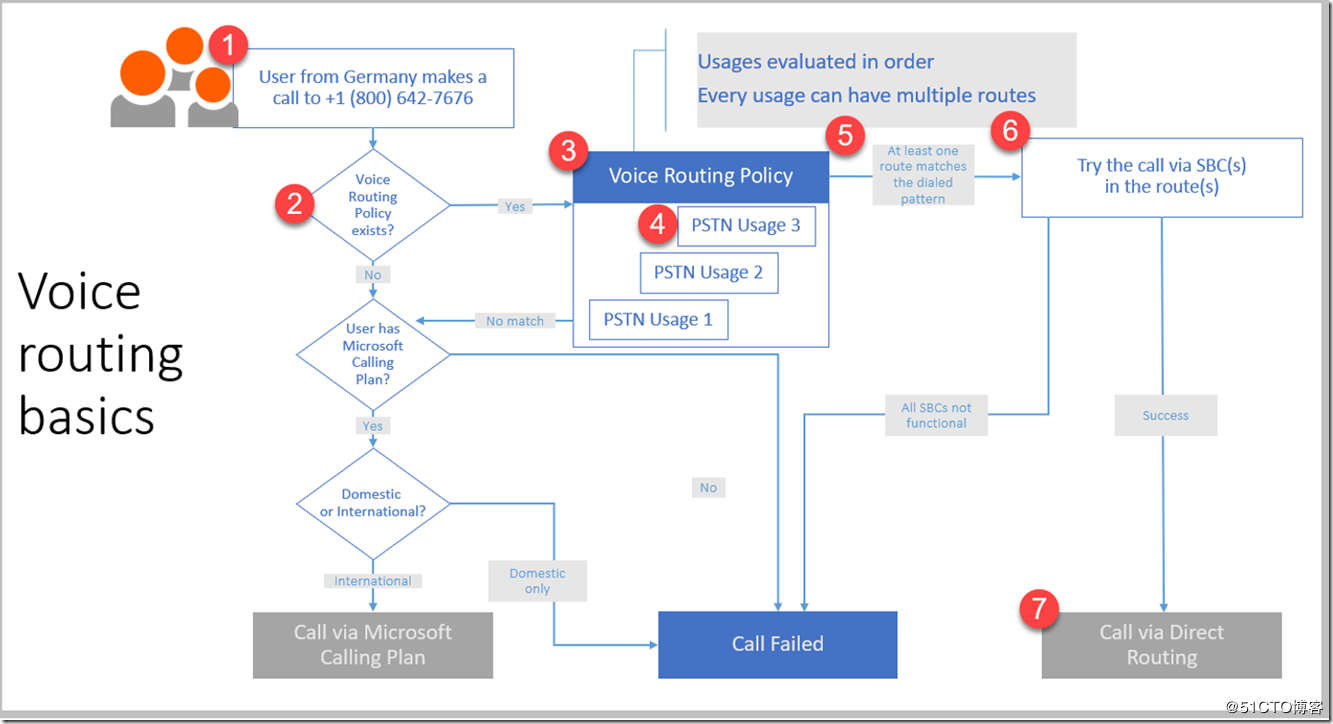 1
User from Germany makes a
call to +1 (800) 642-7676
Usages evaluated in order
Every usage can have multiple routes
2
Voice
Routing
Policy
exists?
Yes
No
3
Voice Routing Policy
4
PSTN Usage 3
PSTN Usage 2
PSTN Usage 1
5
At least one
route matches
the dialed
pattern
6
Try the call via SBC(s)
in the route(s)
Voice
routing
basics
No match
User has
Microsoft
Calling
Plan?
Yes
No
All SBCs not
functional
Success
Domestic
or International?
International
Domestic
only
Call via Microsoft
Calling Plan
Call Failed
7
Call via Direct
Routing
@51CTO博客